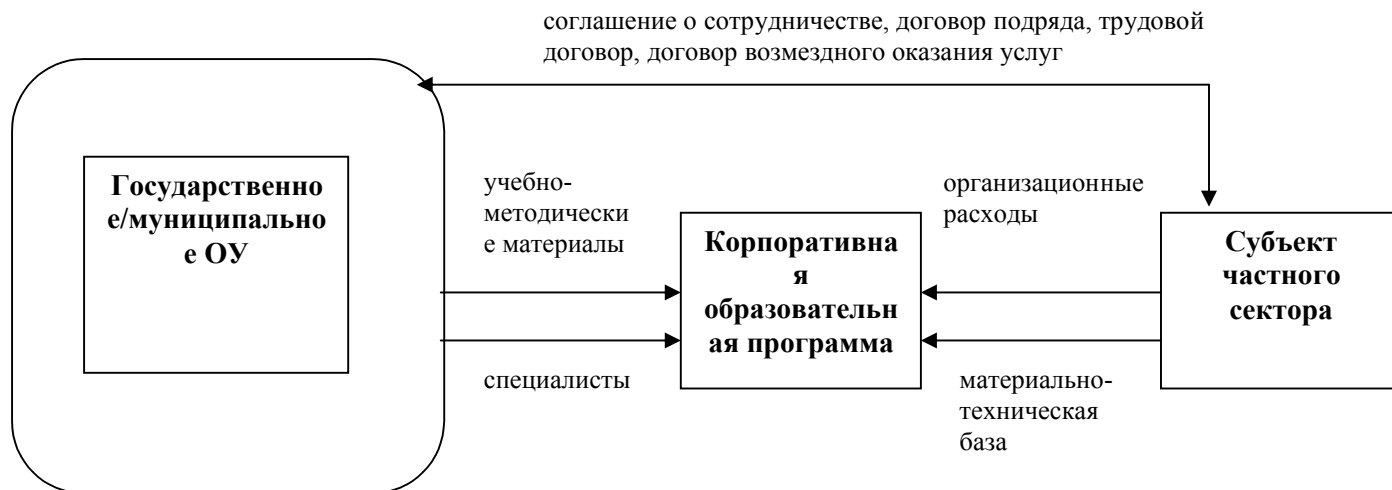 соглашение о сотрудничестве, договор подряда, трудовой
договор, договор возмездного оказания услуг
Государственно
е/муниципально
е ОУ
учебно-
методически
е материалы
специалисты
Корпоративна
я
образовательн
ая программа
организационные
расходы
материально-
техническая
база
Субъект
частного
сектора